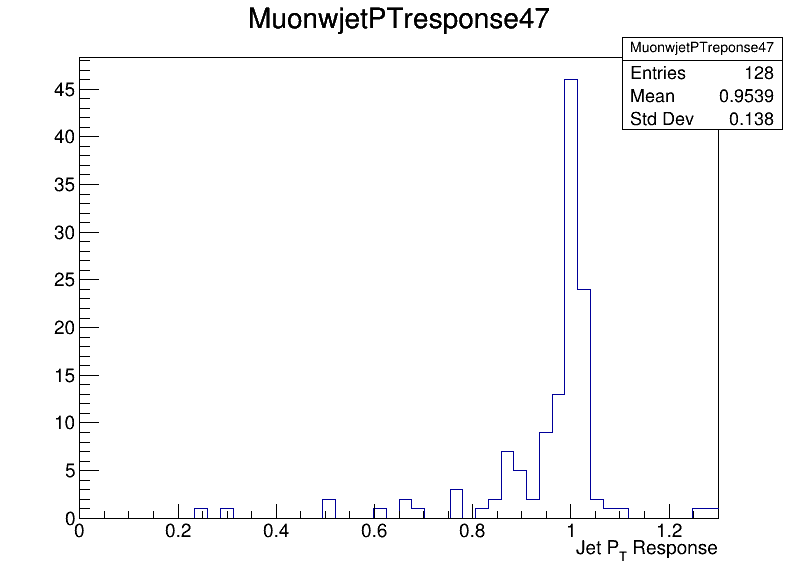 MuonwjetPTresponse47
MuonwjetPTreponse47
Entries 128
Mean 0.9539
Std Dev 0.138
45
40
35
30
25
20
15
10
5
0
0 0.2 0.4 0.6 0.8 1 1.2
Jet PT Response